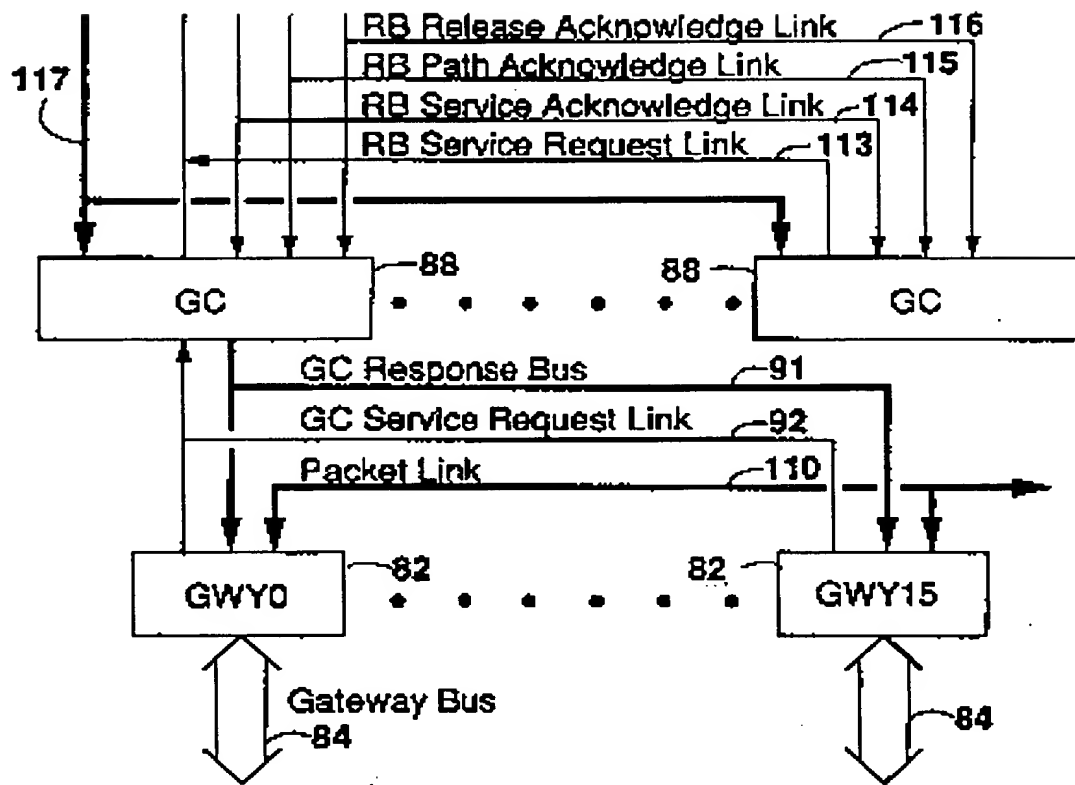 RB Release Acknowledge Link 116
117 RB Path Acknowledge Link 115
RB Service Acknowledge Link 114
RB Service Request Link 113
88 88
GC GC
GC Response Bus 91
GC Service Request Link 92
Packet Link 110
82 82
GWY0 GWY15
Gateway Bus
84 84